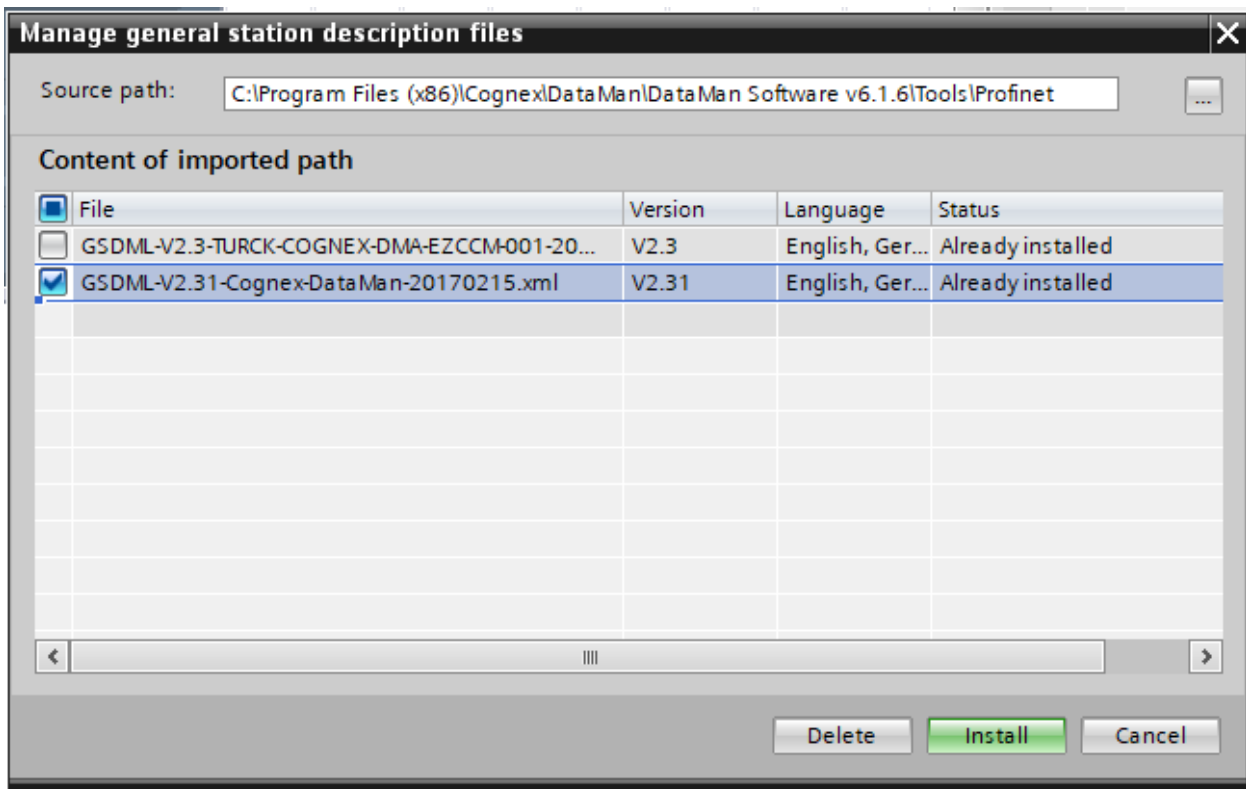 Manage general station description files
Source path: C:\Program Files (x86)\Cognex\DataMan\DataMan Software v6.1.6\Tools\Profinet ...
Content of imported path
File Version Language Status
GSDML-V2.3-TURCK-COGNEX-DMA-EZCCM-001-20... V2.3 English, Ger... Already installed
GSDML-V2.31-Cognex-DataMan-20170215.xml V2.31 English, Ger... Already installed
Delete Install Cancel